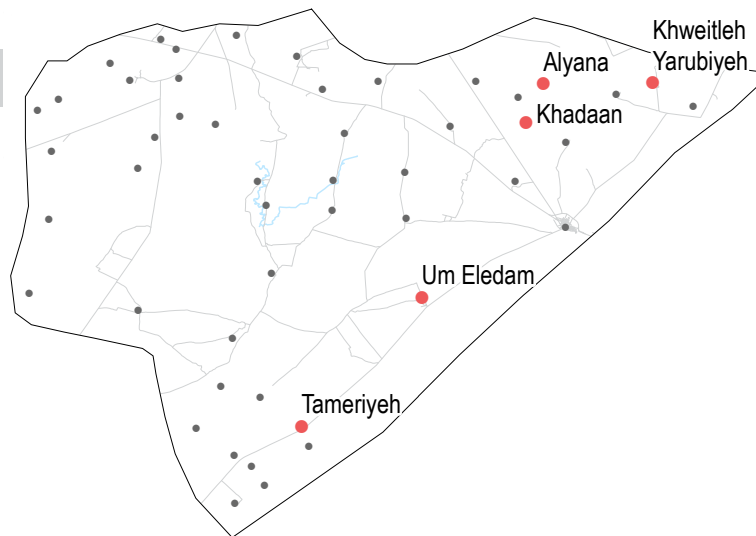 Khweitleh
Yarubiyeh
Alyana
Khadaan
Um Eledam
Tameriyeh